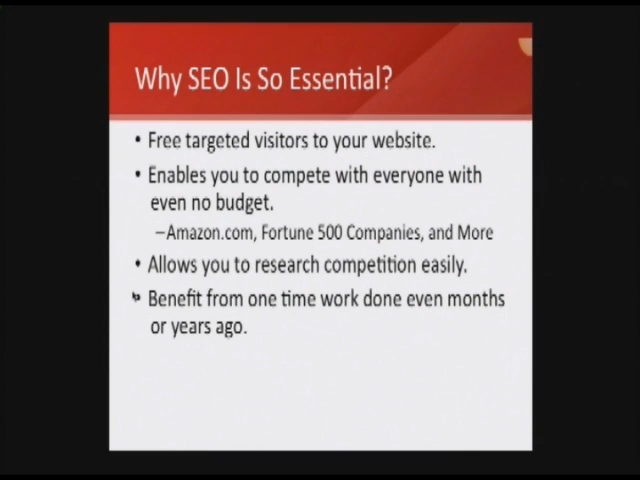 Why SEO Is So Essential?
• Free targeted visitors to your website.
• Enables you to compete with everyone with
even no budget.
–Amazon.com, Fortune 500 Companies, and More
• Allows you to research competition easily.
• Benefit from one time work done even months
or years ago.